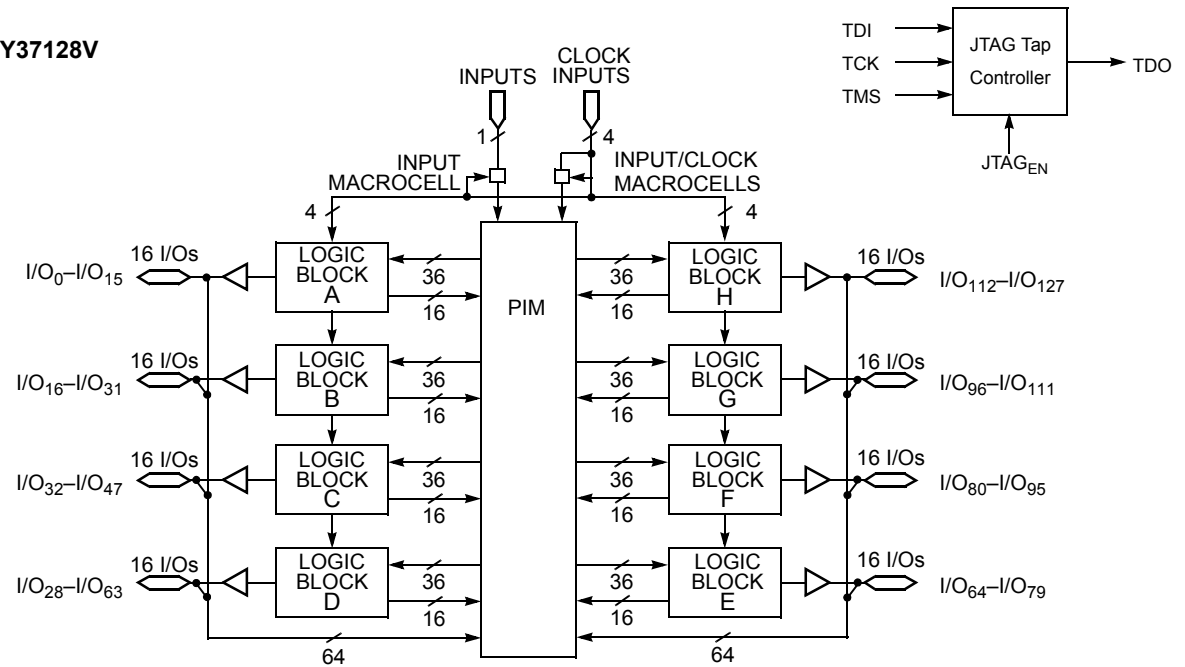 Y37128V
TDI
TCK
TMS
JTAG Tap
Controller
TDO
JTAG_EN
CLOCK
INPUTS
INPUTS
1
4
INPUT
MACROCELL
INPUT/CLOCK
MACROCELLS
4
4
I/O0–I/O15
16 I/Os
LOGIC
BLOCK
A
36
16
PIM
36
16
LOGIC
BLOCK
H
16 I/Os
I/O112–I/O127
I/O16–I/O31
16 I/Os
LOGIC
BLOCK
B
36
16
36
16
LOGIC
BLOCK
G
16 I/Os
I/O96–I/O111
I/O32–I/O47
16 I/Os
LOGIC
BLOCK
C
36
16
36
16
LOGIC
BLOCK
F
16 I/Os
I/O80–I/O95
I/O28–I/O63
16 I/Os
LOGIC
BLOCK
D
36
16
36
16
LOGIC
BLOCK
E
16 I/Os
I/O64–I/O79
64
64